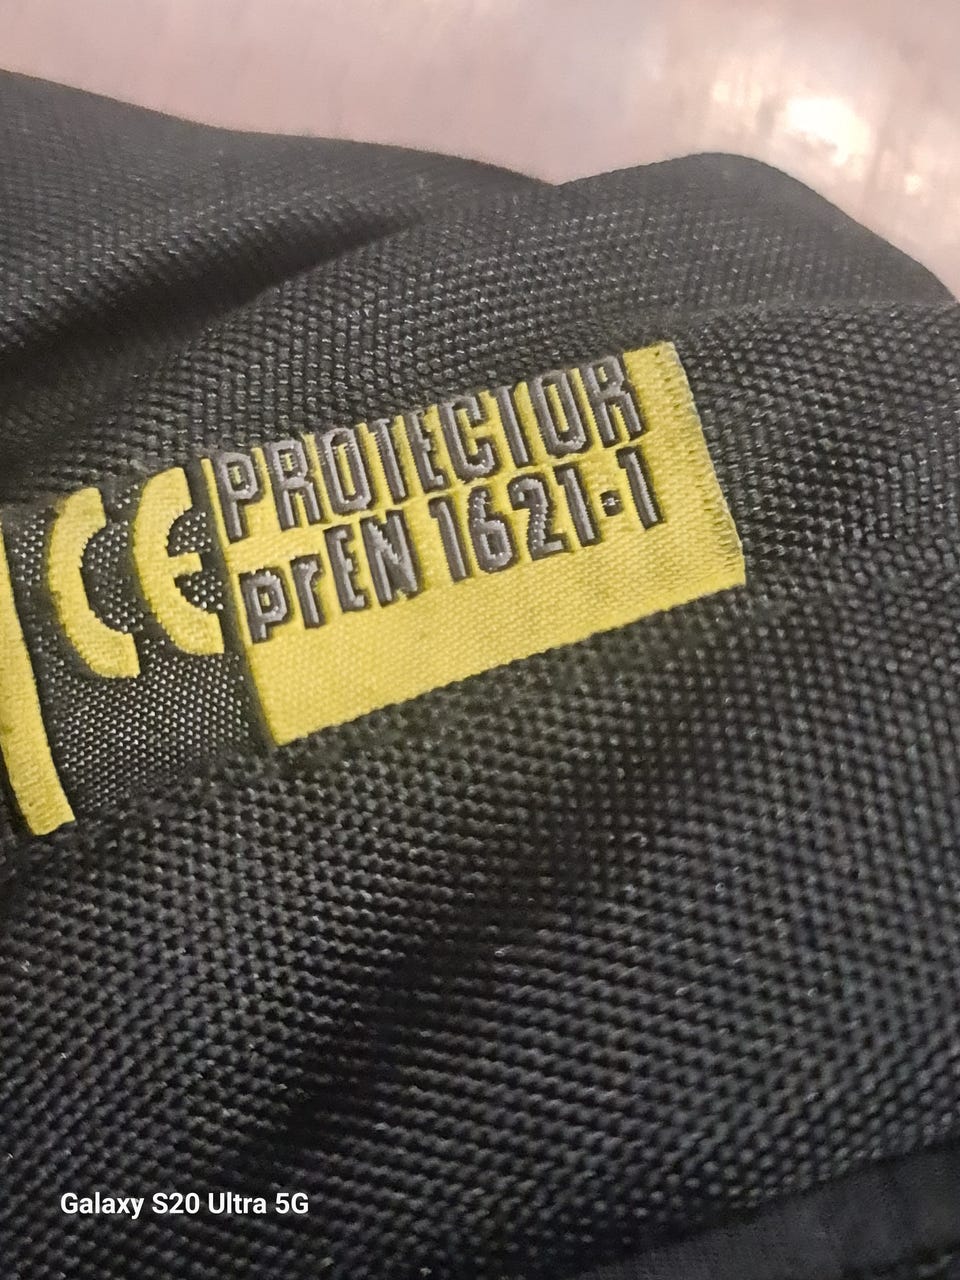 CE PROTECTOR
prEN 1621-1
Galaxy S20 Ultra 5G